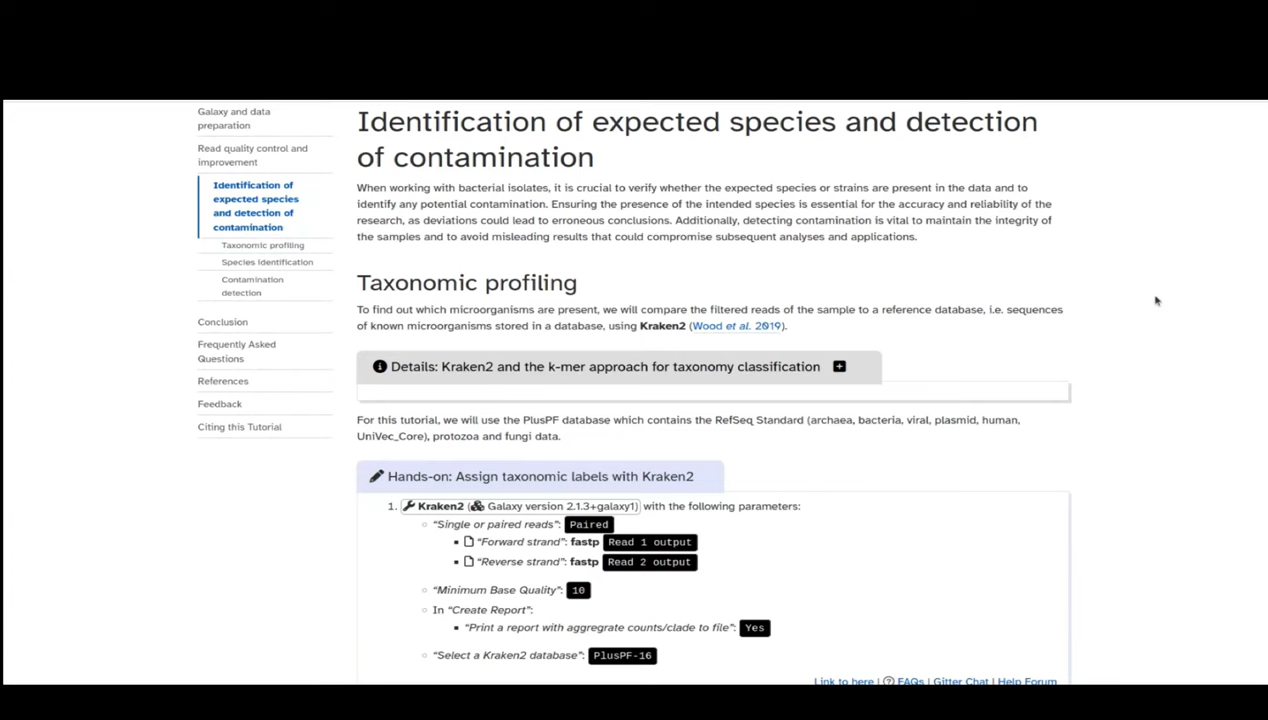 Galaxy and data
preparation
Read quality control and
improvement
Identification of
expected species
and detection of
contamination
Taxonomic profiling
Species Identification
Contamination
detection
Conclusion
Frequently Asked
Questions
References
Feedback
Citing this Tutorial
Identification of expected species and detection
of contamination
When working with bacterial isolates, it is crucial to verify whether the expected species or strains are present in the data and to
identify any potential contamination. Ensuring the presence of the intended species is essential for the accuracy and reliability of the
research, as deviations could lead to erroneous conclusions. Additionally, detecting contamination is vital to maintain the integrity of
the samples and to avoid misleading results that could compromise subsequent analyses and applications.
Taxonomic profiling
To find out which microorganisms are present, we will compare the filtered reads of the sample to a reference database, i.e. sequences
of known microorganisms stored in a database, using Kraken2 (Wood et al. 2019).
Details: Kraken2 and the k-mer approach for taxonomy classification
For this tutorial, we will use the PlusPF database which contains the RefSeq Standard (archaea, bacteria, viral, plasmid, human,
UniVec_Core), protozoa and fungi data.
Hands-on: Assign taxonomic labels with Kraken2
1. Kraken2 ( Galaxy version 2.1.3+galaxy1) with the following parameters:
“Single or paired reads”: Paired
“Forward strand”: fastp Read 1 output
“Reverse strand”: fastp Read 2 output
“Minimum Base Quality”: 10
In “Create Report”:
“Print a report with aggregrate counts/clade to file”: Yes
“Select a Kraken2 database”: PlusPF-16
Link to here | FAQs | Gitter Chat | Help Forum